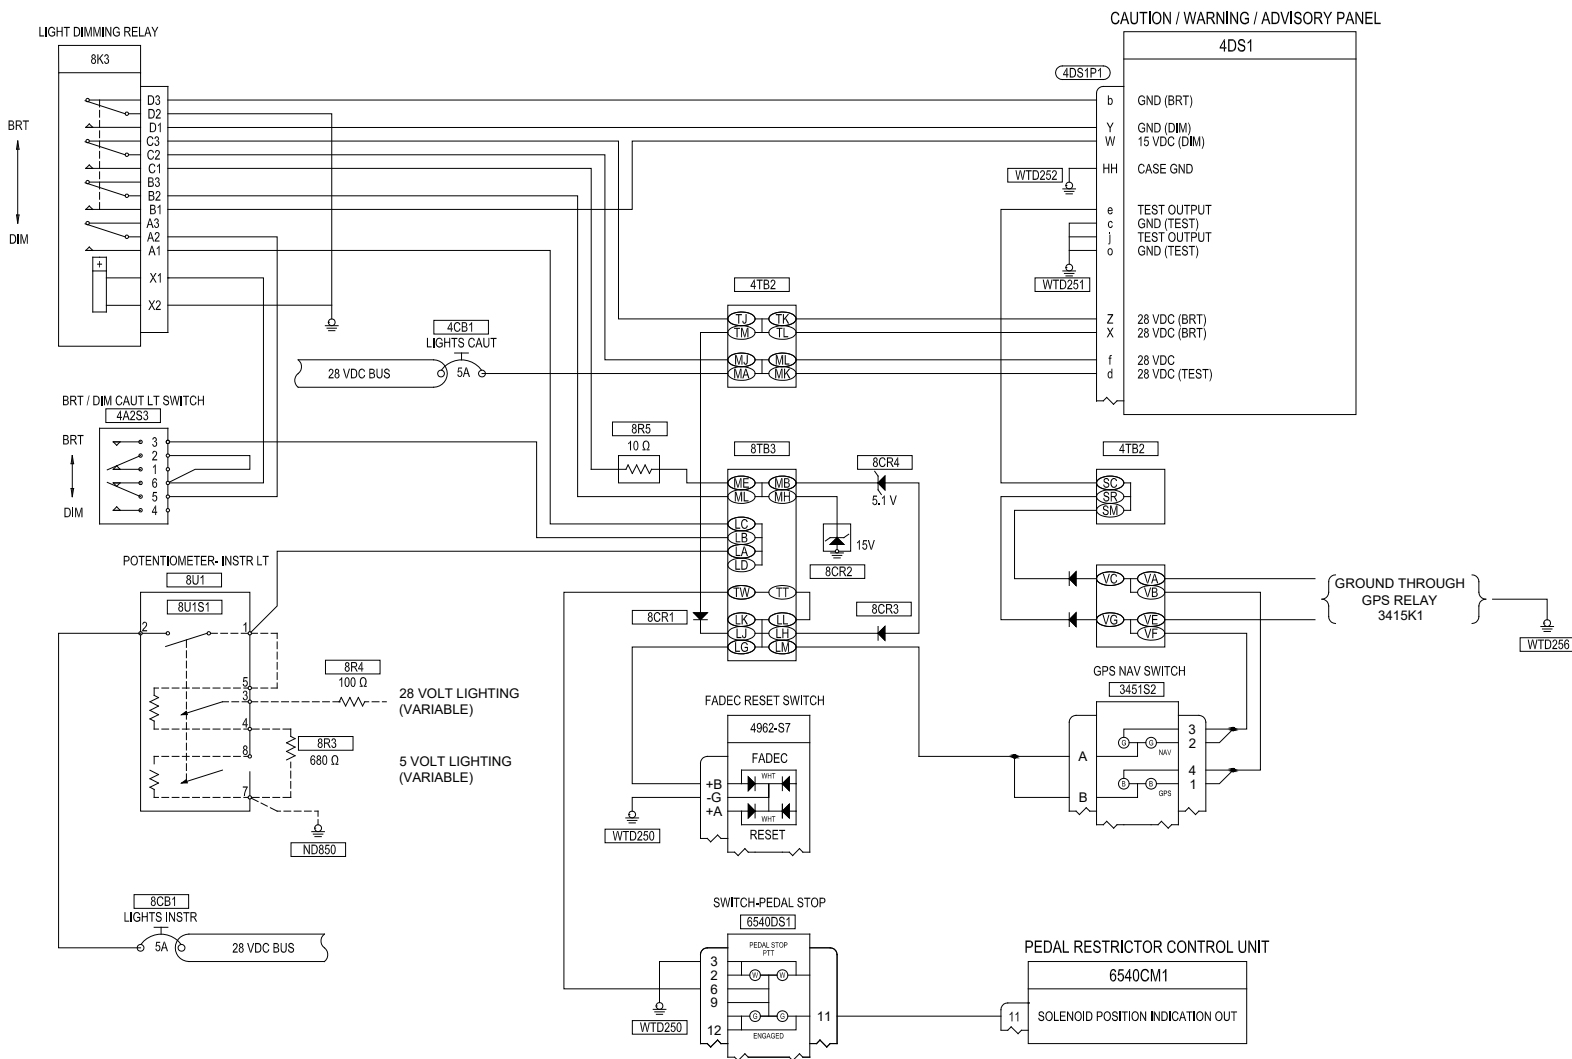 CAUTION / WARNING / ADVISORY PANEL
4DS1
4DS1P1
b GND (BRT)
Y GND (DIM)
W 15 VDC (DIM)
HH CASE GND
WTD252
e TEST OUTPUT
c GND (TEST)
j TEST OUTPUT
o GND (TEST)
WTD251
Z 28 VDC (BRT)
X 28 VDC (BRT)
f 28 VDC
d 28 VDC (TEST)
LIGHT DIMMING RELAY
8K3
BRT
DIM
D3
D2
D1
C3
C2
C1
B3
B2
B1
A3
A2
A1
+
X1
X2
4TB2
TJ TK
TM TL
MJ ML
MA MK
4CB1
LIGHTS CAUT
28 VDC BUS
5A
BRT / DIM CAUT LT SWITCH
4A2S3
BRT
DIM
3
2
1
6
5
4
8R5
10 Ω
8TB3
ME MB
ML MH
LC
LB
LA
LD
TW TT
LK LL
LJ LH
LG LM
8CR4
5.1 V
15V
8CR2
8CR3
8CR1
4TB2
SC
SR
SM
VC VA
VB
VG VE
VF
GROUND THROUGH
GPS RELAY
3415K1
WTD256
POTENTIOMETER- INSTR LT
8U1
8U1S1
2
1
5
3
4
8
7
8R4
100 Ω
28 VOLT LIGHTING
(VARIABLE)
8R3
680 Ω
5 VOLT LIGHTING
(VARIABLE)
ND850
GPS NAV SWITCH
3451S2
A
B
G G NAV
B B GPS
3
2
4
1
FADEC RESET SWITCH
4962-S7
FADEC
WHT
+B
-G
+A
WHT
RESET
WTD250
8CB1
LIGHTS INSTR
5A
28 VDC BUS
SWITCH-PEDAL STOP
6540DS1
PEDAL STOP
PTT
3
2
6
9
12
W W
G G
ENGAGED
11
WTD250
PEDAL RESTRICTOR CONTROL UNIT
6540CM1
11 SOLENOID POSITION INDICATION OUT